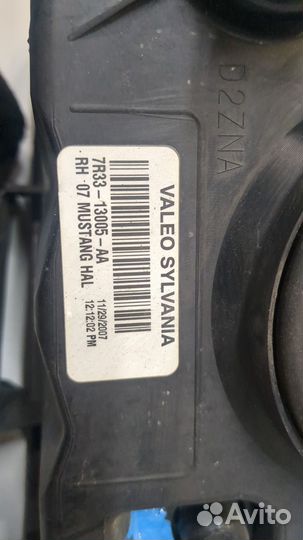 D2ZNA
VALEO SYLVANIA
7R33-13005-AA
RH 07 MUSTANG HAL
11/29/2007
12:12:02 PM
Avito